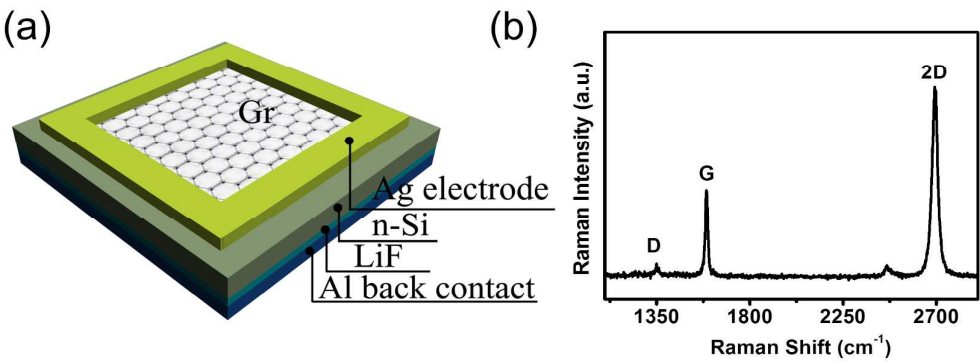 (a)
Gr
Ag electrode
n-Si
LiF
Al back contact
(b)
Raman Intensity (a.u.)
D
G
2D
1350 1800 2250 2700
Raman Shift (cm⁻¹)